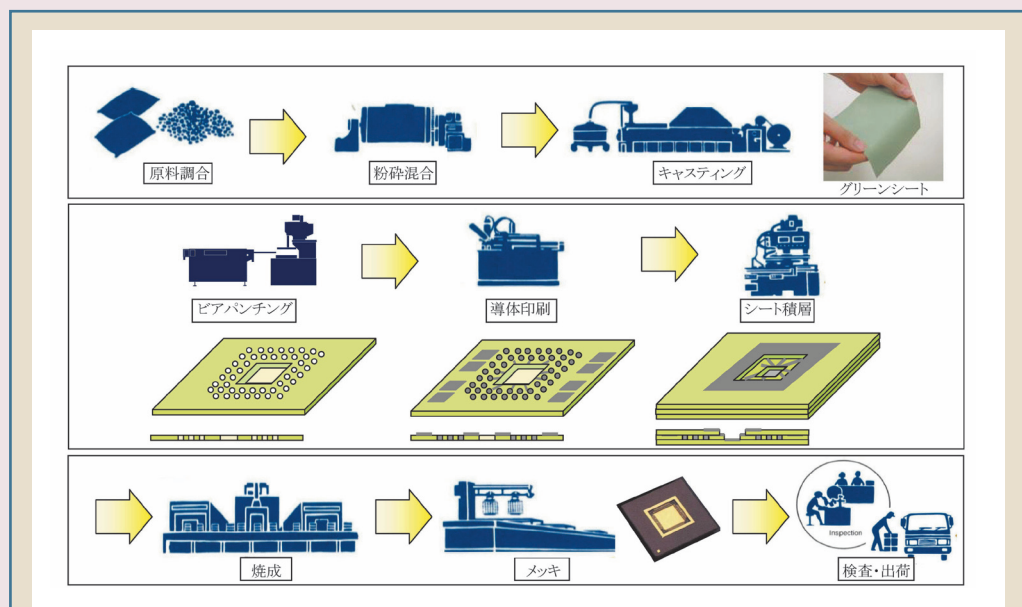 原料調合
粉砕混合
キャスティング
グリーンシート
ビアパンチング
導体印刷
シート積層
Inspection
焼成
メッキ
検査・出荷